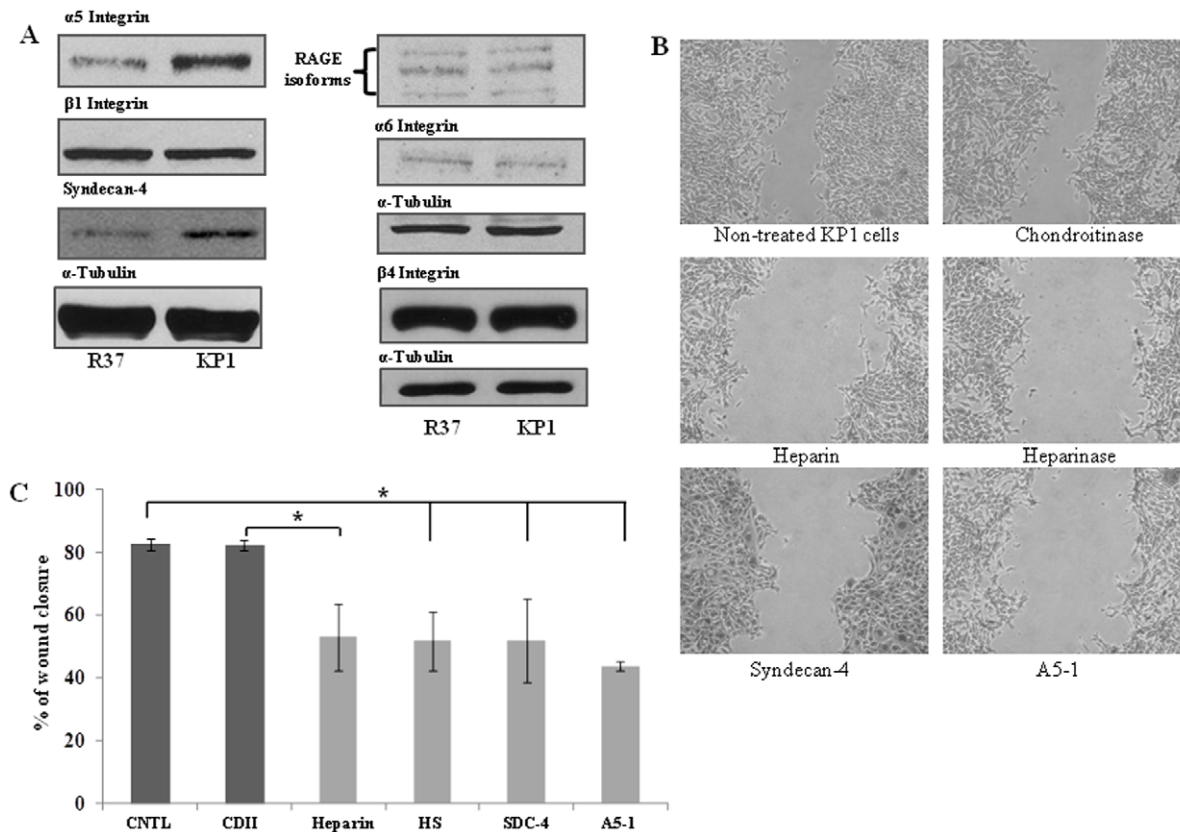 A
α5 Integrin
β1 Integrin
Syndecan-4
α-Tubulin
R37 KP1
RAGE
isoforms
α6 Integrin
α-Tubulin
β4 Integrin
α-Tubulin
R37 KP1
B
Non-treated KP1 cells
Chondroitinase
Heparin
Heparinase
Syndecan-4
A5-1
C
% of wound closure
100
80
60
40
20
0
*
*
CNTL CDII Heparin HS SDC-4 A5-1